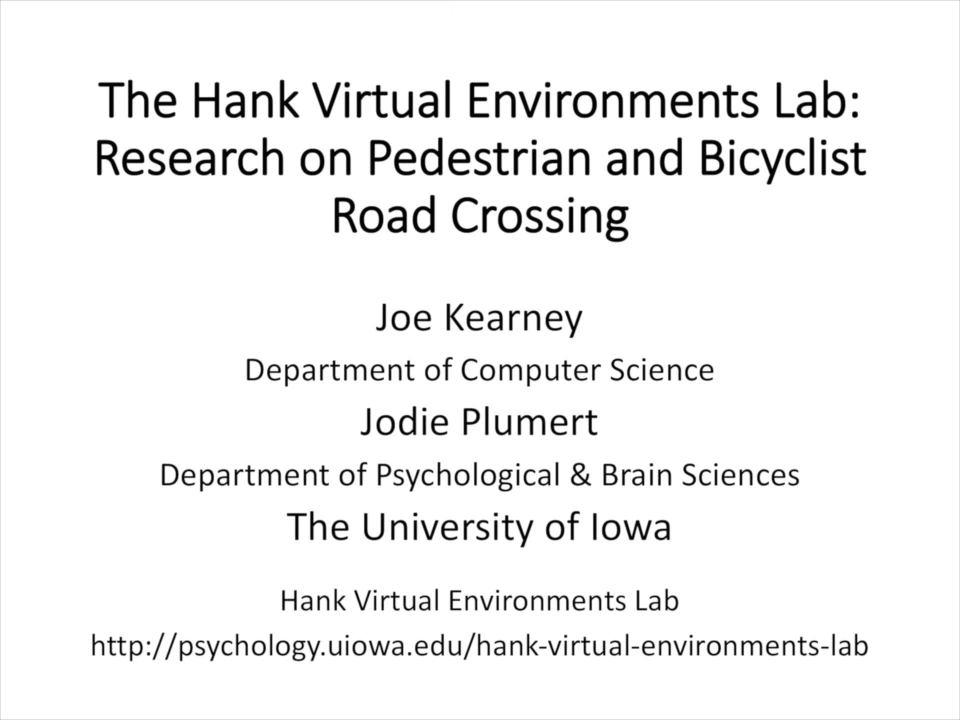 The Hank Virtual Environments Lab:
Research on Pedestrian and Bicyclist
Road Crossing
Joe Kearney
Department of Computer Science
Jodie Plumert
Department of Psychological & Brain Sciences
The University of Iowa
Hank Virtual Environments Lab
http://psychology.uiowa.edu/hank-virtual-environments-lab